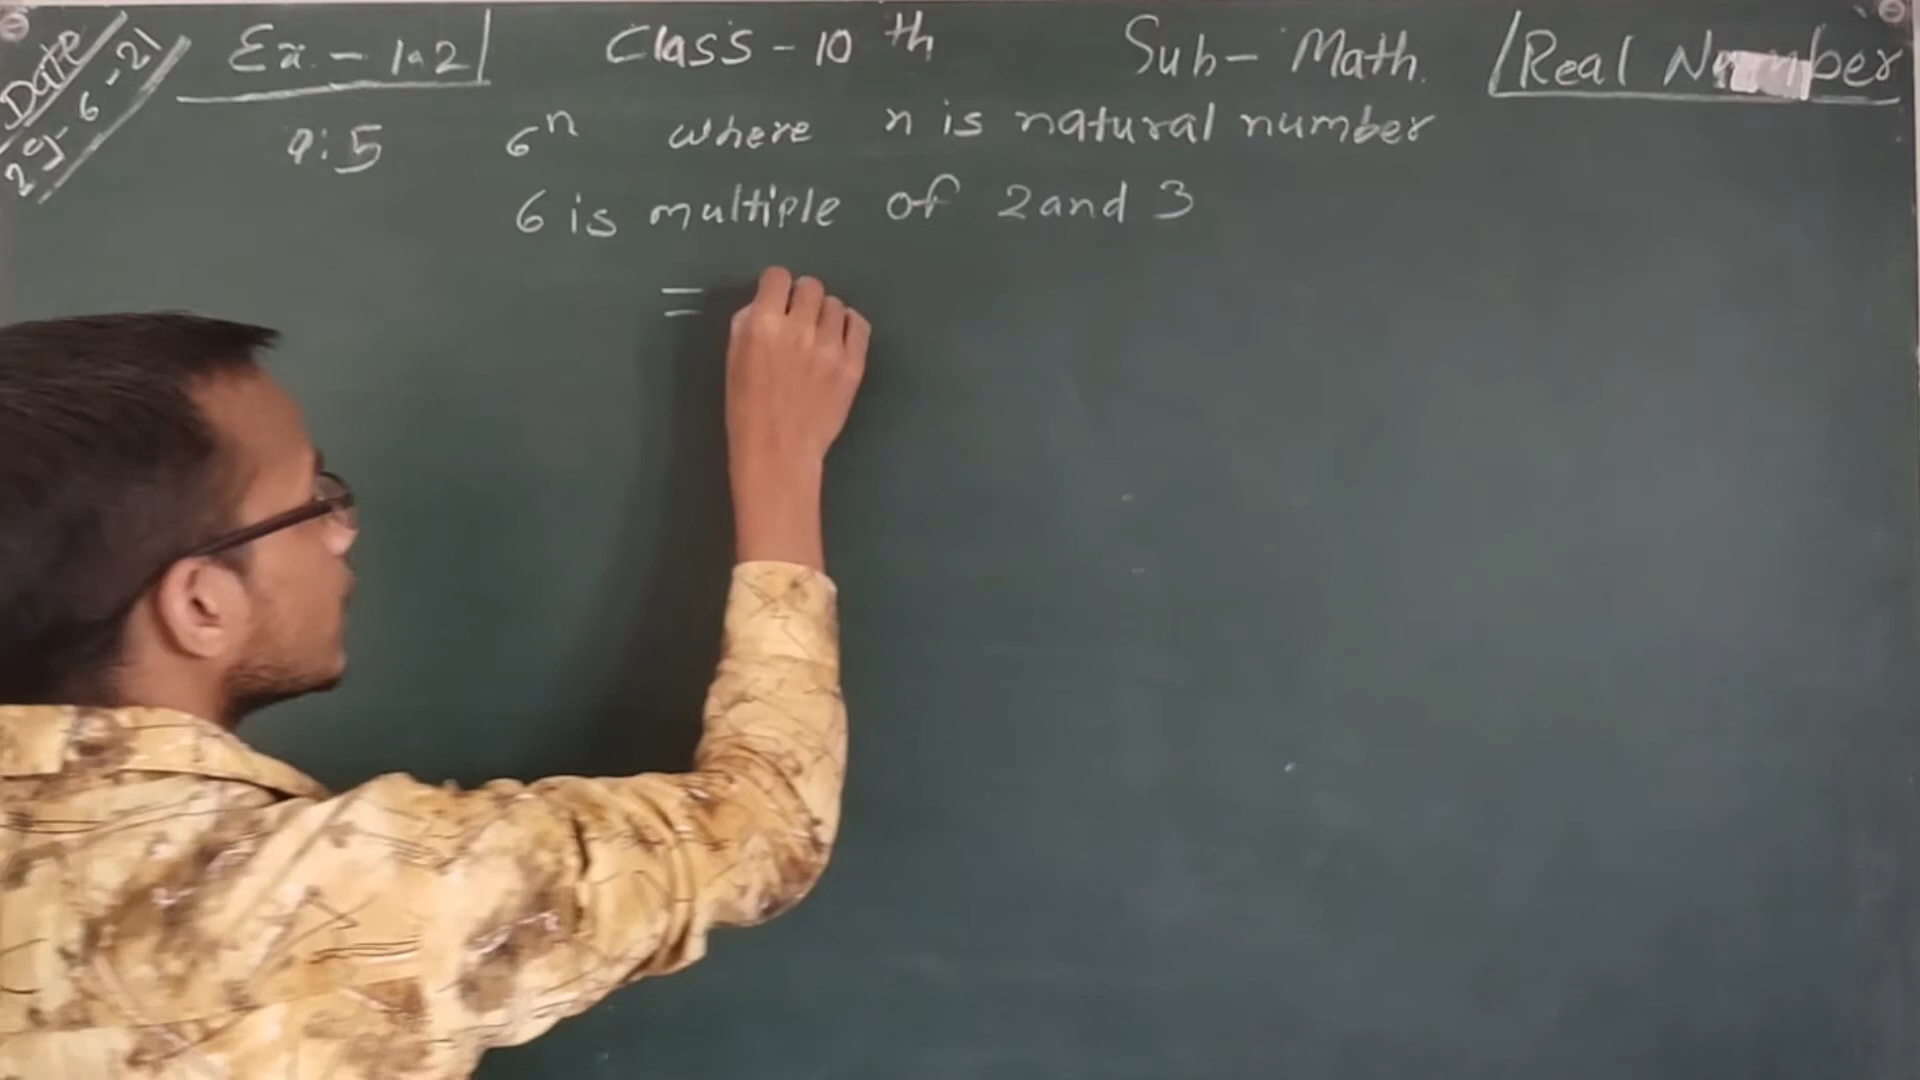 Date
29-6-21
Ex. - 1.2 Class - 10th Sub - Math. Real Number
Q:5 6ⁿ where n is natural number
6 is multiple of 2 and 3
=